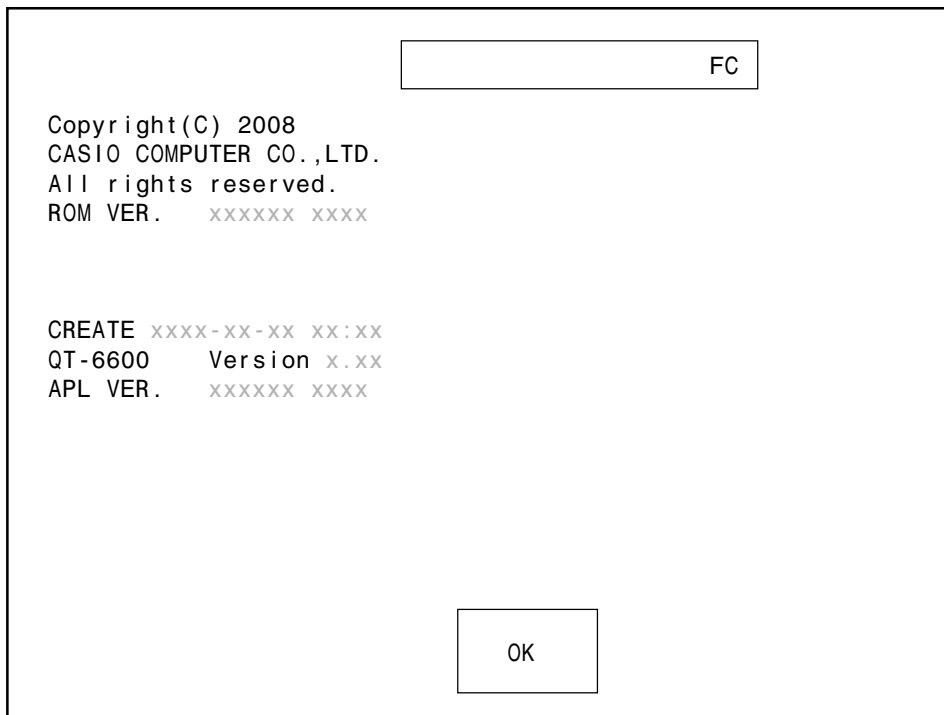 FC
Copyright(C) 2008
CASIO COMPUTER CO.,LTD.
All rights reserved.
ROM VER. xxxxxx xxxx
CREATE xxxx-xx-xx xx:xx
QT-6600 Version x.xx
APL VER. xxxxxx xxxx
OK